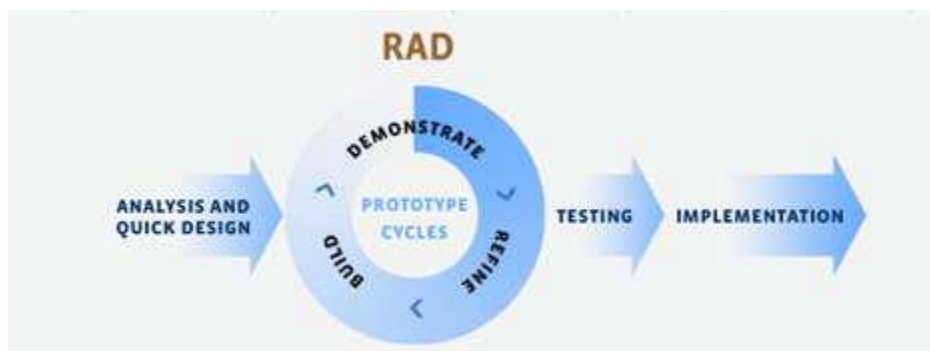 RAD
ANALYSIS AND
QUICK DESIGN
DEMONSTRATE
REFINE
BUILD
PROTOTYPE
CYCLES
TESTING
IMPLEMENTATION